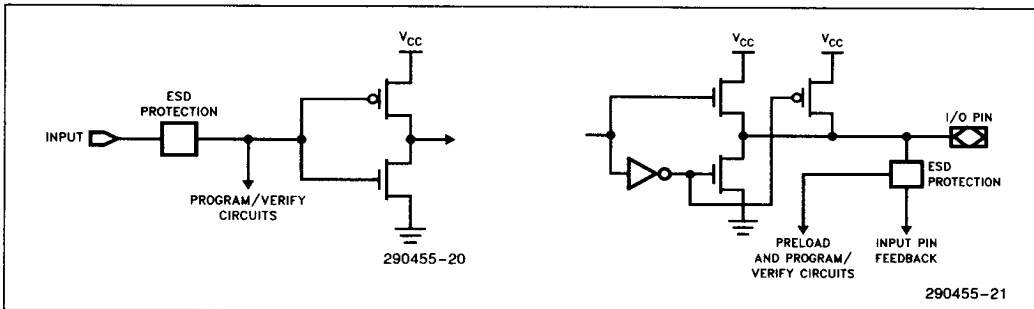 INPUT
ESD
PROTECTION
PROGRAM/VERIFY
CIRCUITS
VCC
290455-20
VCC
VCC
I/O PIN
ESD
PROTECTION
PRELOAD
AND PROGRAM/
VERIFY CIRCUITS
INPUT PIN
FEEDBACK
290455-21